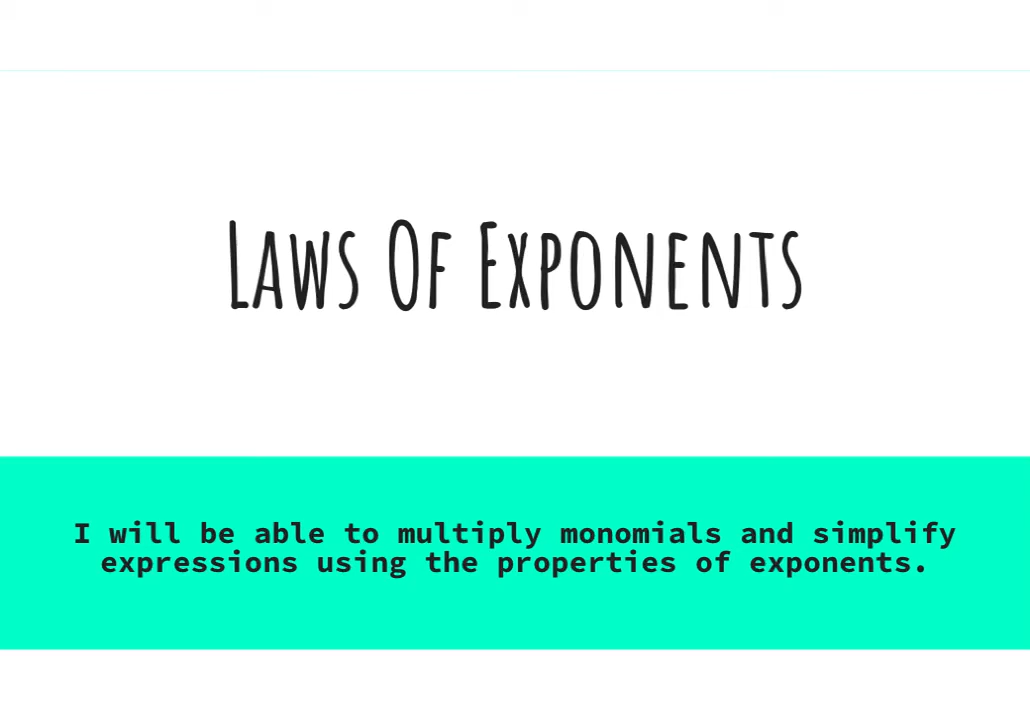 Laws Of Exponents
I will be able to multiply monomials and simplify
expressions using the properties of exponents.